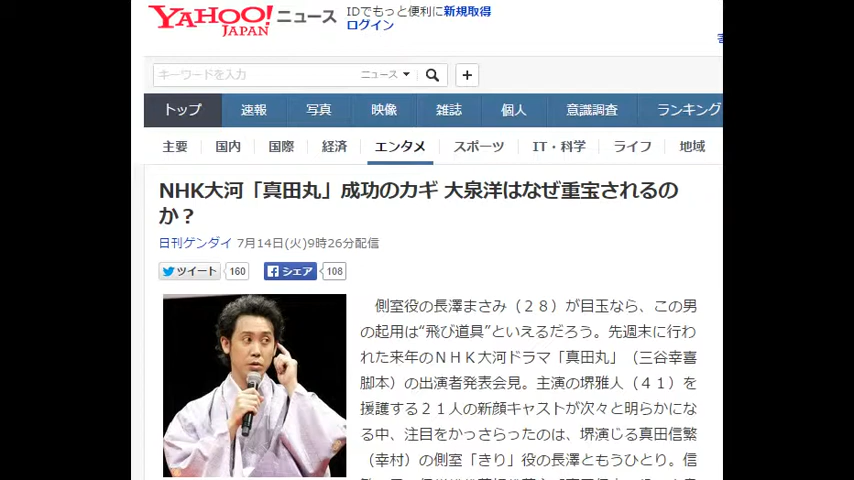 YAHOO! JAPAN ニュース
IDでもっと便利に新規取得
ログイン
キーワードを入力 ニュース
トップ 速報 写真 映像 雑誌 個人 意識調査 ランキング
主要 国内 国際 経済 エンタメ スポーツ IT・科学 ライフ 地域
NHK大河「真田丸」成功のカギ 大泉洋はなぜ重宝されるの
か？
日刊ゲンダイ 7月14日(火)9時26分配信
ツイート 160 シェア 108
側室役の長澤まさみ（２８）が目玉なら、この男
の起用は“飛び道具”といえるだろう。先週末に行わ
れた来年のＮＨＫ大河ドラマ「真田丸」（三谷幸喜
脚本）の出演者発表会見。主演の堺雅人（４１）を
援護する２１人の新顔キャストが次々と明らかにな
る中、注目をかっさらったのは、堺演じる真田信繁
（幸村）の側室「きり」役の長澤ともうひとり。信